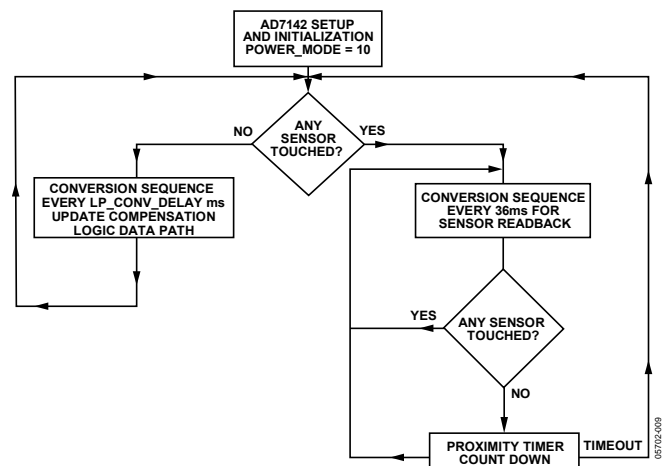 AD7142 SETUP
AND INITIALIZATION
POWER_MODE = 10
ANY
SENSOR
TOUCHED?
NO
YES
CONVERSION SEQUENCE
EVERY LP_CONV_DELAY ms
UPDATE COMPENSATION
LOGIC DATA PATH
CONVERSION SEQUENCE
EVERY 36ms FOR
SENSOR READBACK
YES
ANY SENSOR
TOUCHED?
NO
PROXIMITY TIMER
COUNT DOWN
TIMEOUT
05702-009